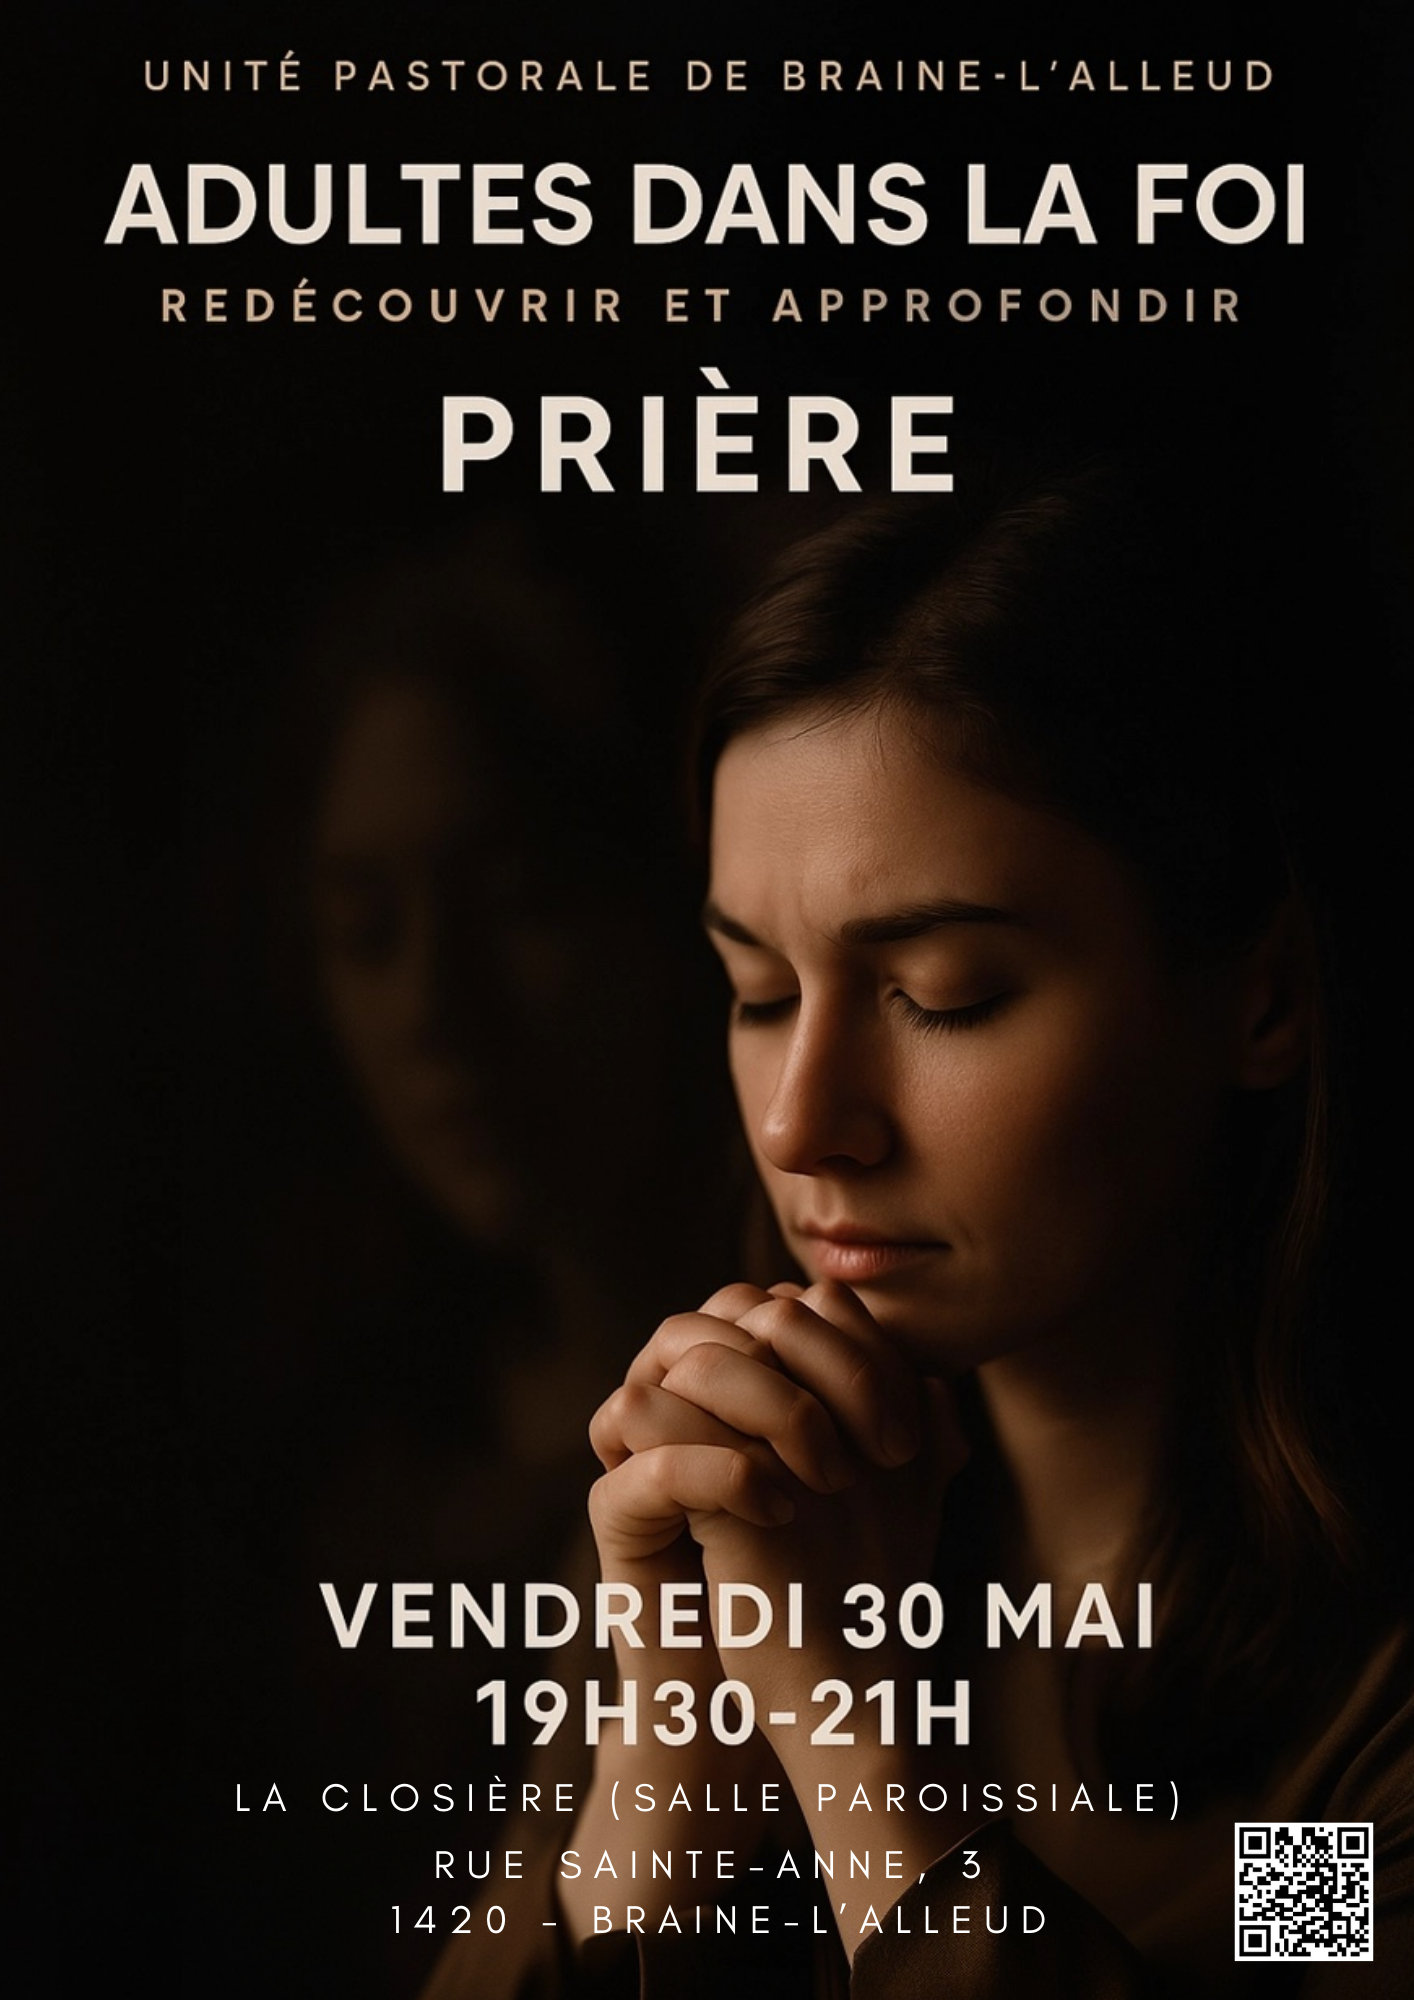 UNITÉ PASTORALE DE BRAINE-L’ALLEUD
ADULTES DANS LA FOI
REDÉCOUVRIR ET APPROFONDIR
PRIÈRE
VENDREDI 30 MAI
19H30-21H
LA CLOSIÈRE (SALLE PAROISSIALE)
RUE SAINTE-ANNE, 3
1420 - BRAINE-L’ALLEUD